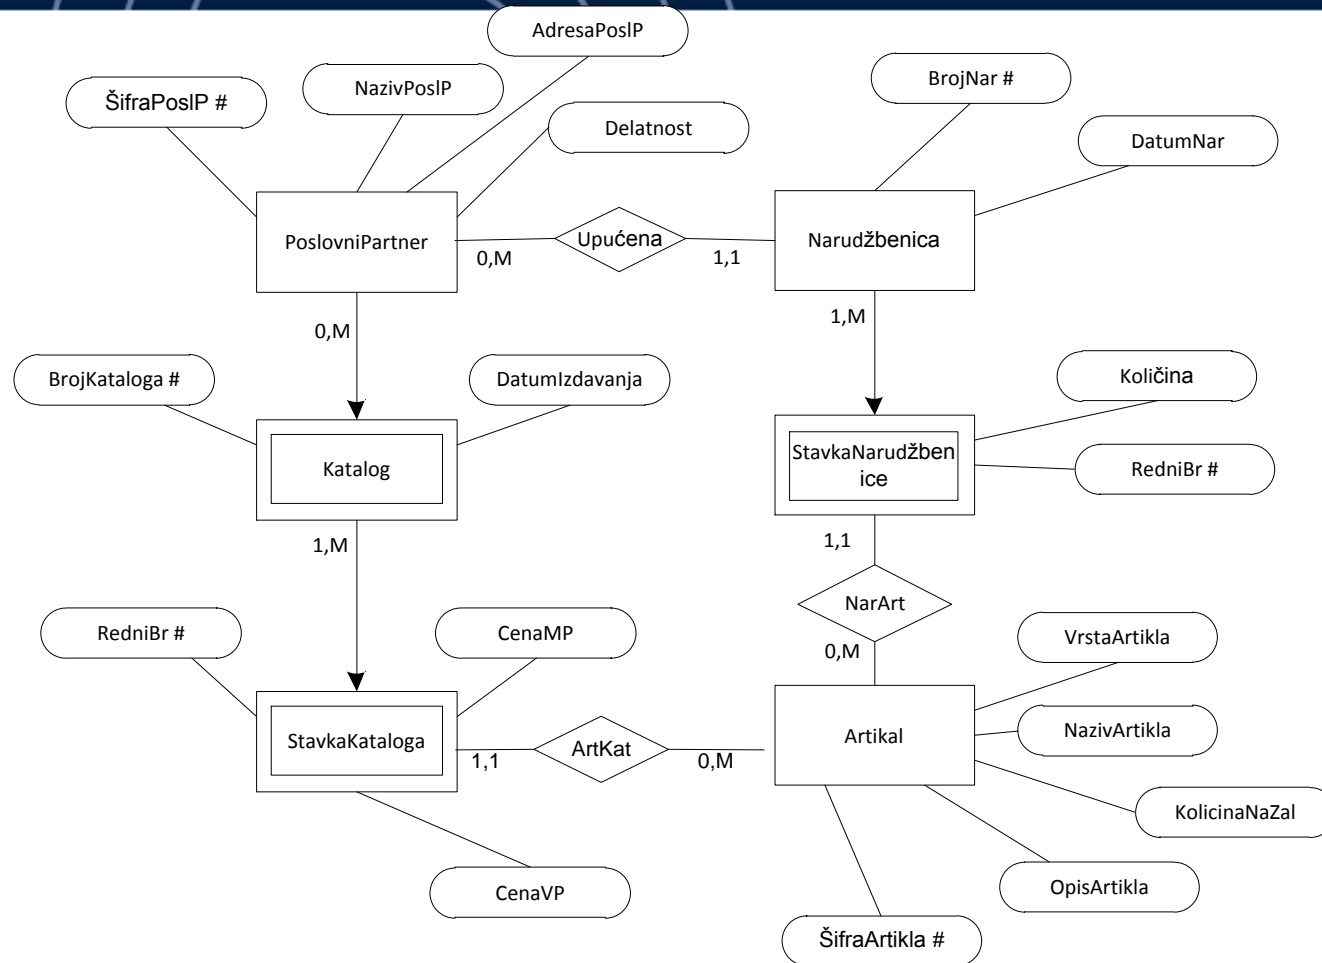 AdresaPoslP
NazivPoslP
BrojNar #
ŠifraPoslP #
Delatnost
DatumNar
PoslovniPartner
Upućena
Narudžbenica
0,M
1,1
0,M
1,M
BrojKataloga #
DatumIzdavanja
Količina
Katalog
StavkaNarudžben
ice
RedniBr #
1,M
1,1
NarArt
RedniBr #
CenaMP
VrstaArtikla
0,M
StavkaKataloga
ArtKat
Artikal
NazivArtikla
1,1
0,M
KolicinaNaZal
CenaVP
OpisArtikla
ŠifraArtikla #